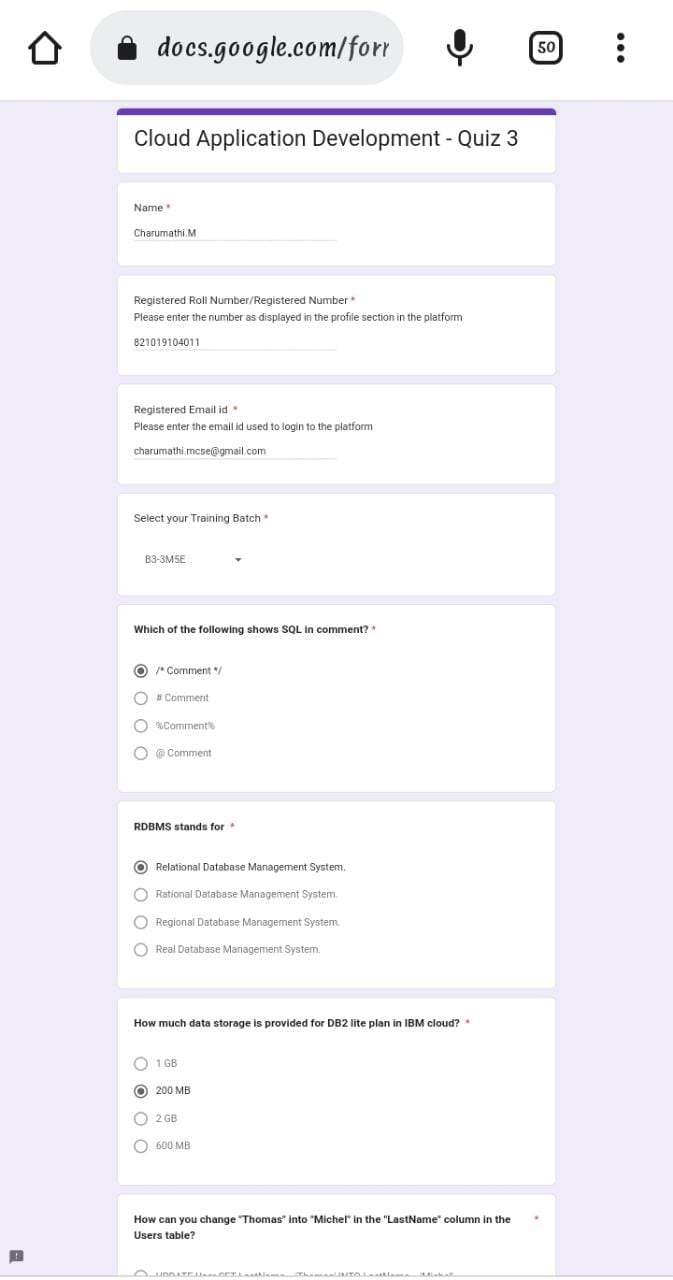 docs.google.com/forr
50
Cloud Application Development - Quiz 3
Name *
Charumathi.M
Registered Roll Number/Registered Number *
Please enter the number as displayed in the profile section in the platform
821019104011
Registered Email id *
Please enter the email id used to login to the platform
charumathi.mcse@gmail.com
Select your Training Batch *
B3-3M5E
Which of the following shows SQL in comment? *
/* Comment */
# Comment
%Comment%
@ Comment
RDBMS stands for *
Relational Database Management System.
Rational Database Management System.
Regional Database Management System.
Real Database Management System.
How much data storage is provided for DB2 lite plan in IBM cloud? *
1 GB
200 MB
2 GB
600 MB
How can you change "Thomas" into "Michel" in the "LastName" column in the *
Users table?